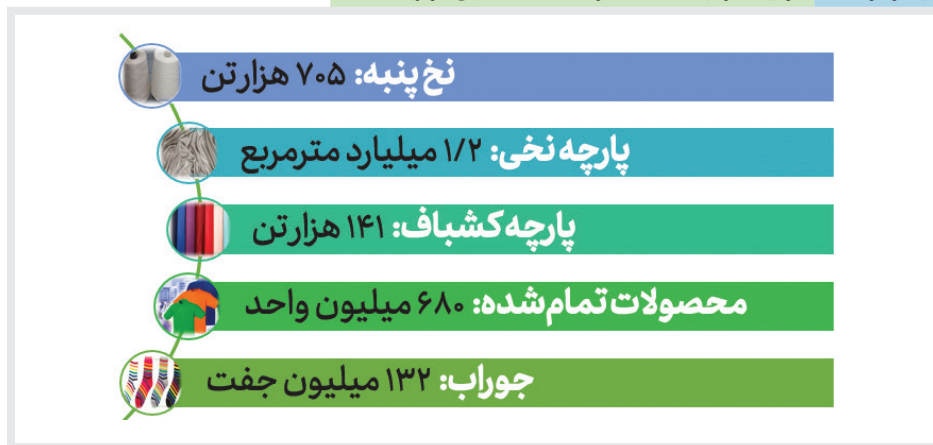 نخ پنبه: ۷۰۵ هزار تن
پارچه نخی: ۱/۲ میلیارد مترمربع
پارچه کشباف: ۱۴۱ هزار تن
محصولات تمام‌شده: ۶۸۰ میلیون واحد
جوراب: ۱۳۲ میلیون جفت